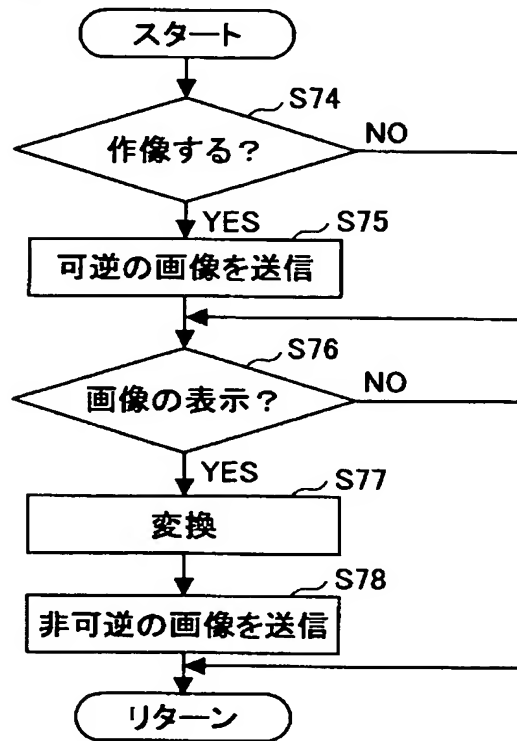 スタート
S74
作像する？
NO
YES
S75
可逆の画像を送信
S76
画像の表示？
NO
YES
S77
変換
S78
非可逆の画像を送信
リターン